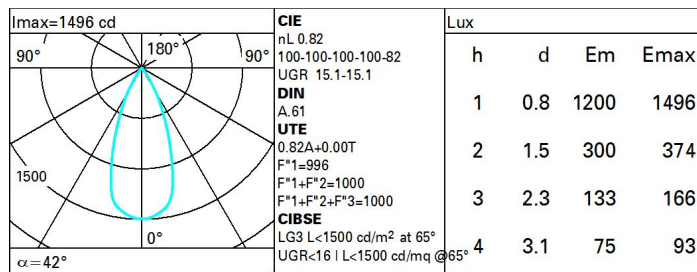 Imax=1496 cd
90° 180° 90°
1500
0°
α=42°
CIE
nL 0.82
100-100-100-100-82
UGR 15.1-15.1
DIN
A.61
UTE
0.82A+0.00T
F"1=996
F"1+F"2=1000
F"1+F"2+F"3=1000
CIBSE
LG3 L<1500 cd/m² at 65°
UGR<16 | L<1500 cd/mq @65°
Lux
h d Em Emax
1 0.8 1200 1496
2 1.5 300 374
3 2.3 133 166
4 3.1 75 93